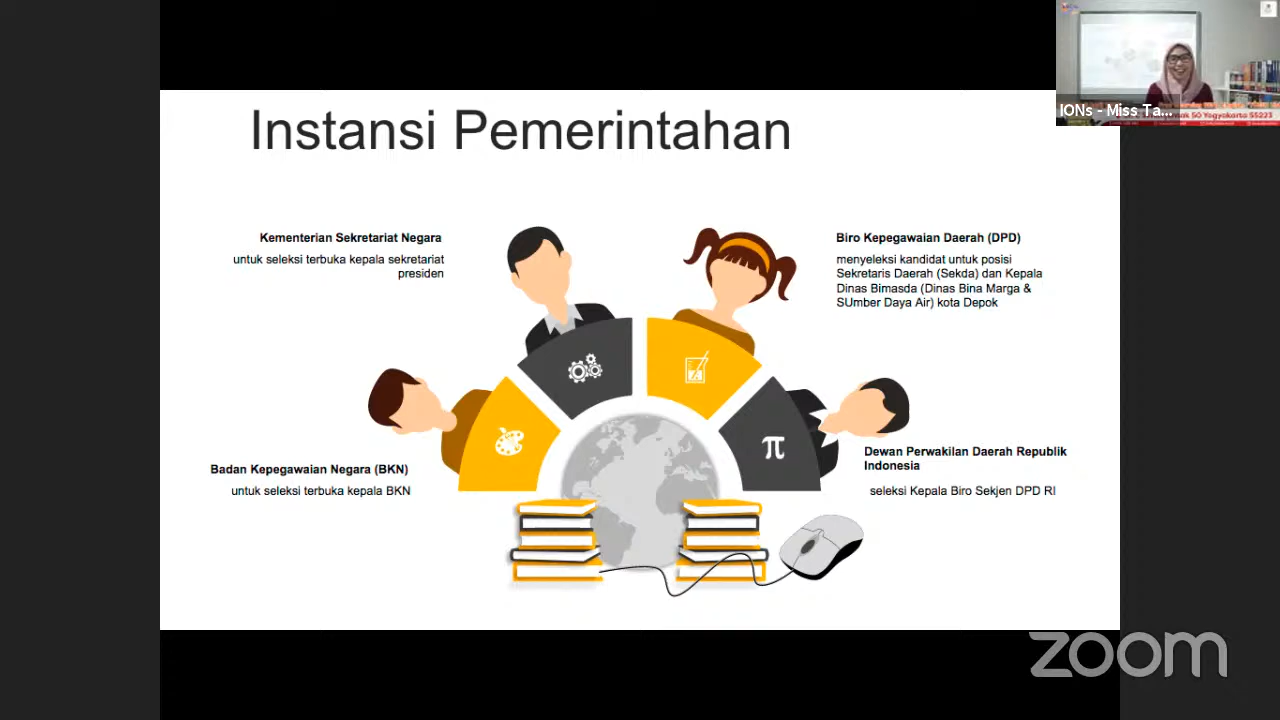 Instansi Pemerintahan
IONs - Miss Ta...
50 Yogyakarta 55223
Kementerian Sekretariat Negara
untuk seleksi terbuka kepala sekretariat
presiden
Biro Kepegawaian Daerah (DPD)
menyeleksi kandidat untuk posisi
Sekretaris Daerah (Sekda) dan Kepala
Dinas Bimasda (Dinas Bina Marga &
SUmber Daya Air) kota Depok
π
Badan Kepegawaian Negara (BKN)
untuk seleksi terbuka kepala BKN
Dewan Perwakilan Daerah Republik
Indonesia
seleksi Kepala Biro Sekjen DPD RI
zoom